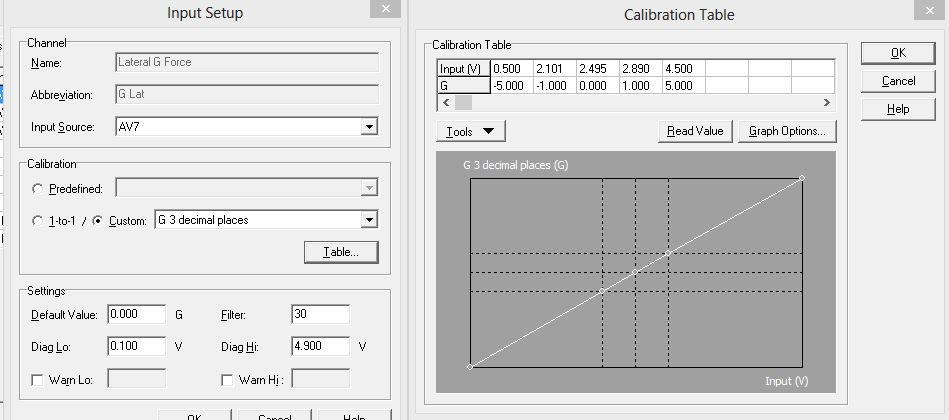 Input Setup
Channel
Name: Lateral G Force
Abbreviation: G Lat
Input Source: AV7
Calibration
Predefined:
1-to-1 / Custom: G 3 decimal places
Table...
Settings
Default Value: 0.000 G Filter: 30
Diag Lo: 0.100 V Diag Hi: 4.900 V
Warn Lo: Warn Hi :
OK Cancel Help
Calibration Table
Calibration Table
Input (V) 0.500 2.101 2.495 2.890 4.500
G -5.000 -1.000 0.000 1.000 5.000
Tools Read Value Graph Options...
G 3 decimal places (G)
Input (V)
OK
Cancel
Help